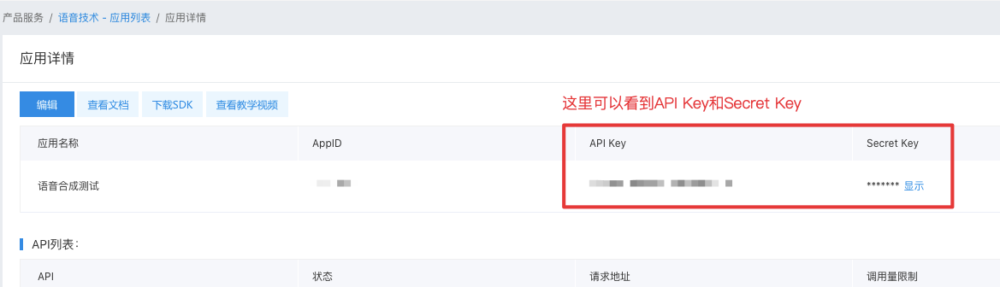 产品服务 / 语音技术 - 应用列表 / 应用详情
应用详情
编辑 查看文档 下载SDK 查看教学视频
这里可以看到API Key和Secret Key
应用名称 AppID API Key Secret Key
语音合成测试 ******* 显示
API列表：
API 状态 请求地址 调用量限制